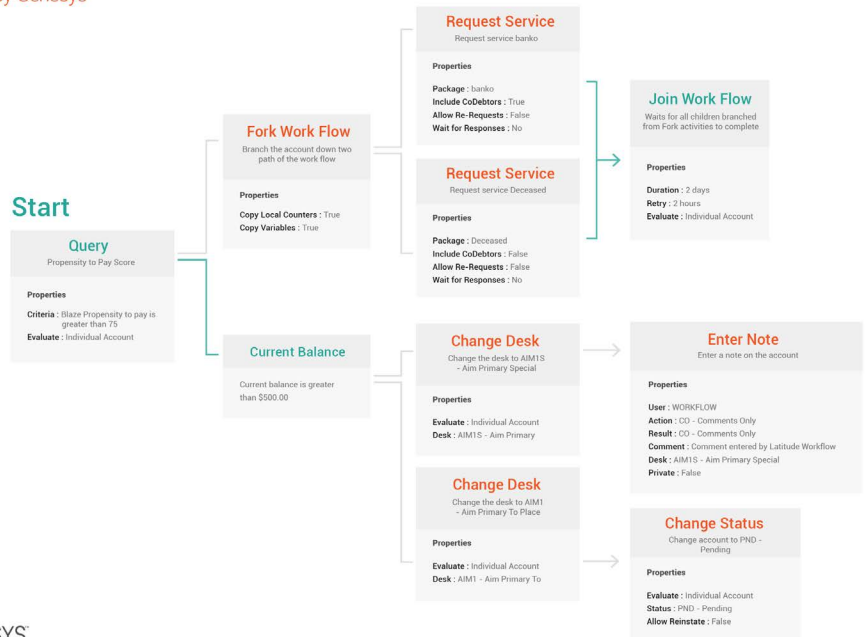 Start
Query
Propensity to Pay Score
Properties
Criteria : Blaze Propensity to pay is
greater than 75
Evaluate : Individual Account
Fork Work Flow
Branch the account down two
path of the work flow
Properties
Copy Local Counters : True
Copy Variables : True
Current Balance
Current balance is greater
than $500.00
Request Service
Request service banko
Properties
Package : banko
Include CoDebtors : True
Allow Re-Requests : False
Wait for Responses : No
Request Service
Request service Deceased
Properties
Package : Deceased
Include CoDebtors : False
Allow Re-Requests : False
Wait for Responses : No
Join Work Flow
Waits for all children branched
from Fork activities to complete
Properties
Duration : 2 days
Retry : 2 hours
Evaluate : Individual Account
Change Desk
Change the desk to AIM1S
- Aim Primary Special
Properties
Evaluate : Individual Account
Desk : AIM1S - Aim Primary
Enter Note
Enter a note on the account
Properties
User : WORKFLOW
Action : CO - Comments Only
Result : CO - Comments Only
Comment : Comment entered by Latitude Workflow
Desk : AIM1S - Aim Primary Special
Private : False
Change Desk
Change the desk to AIM1
- Aim Primary To Place
Properties
Evaluate : Individual Account
Desk : AIM1 - Aim Primary To
Change Status
Change account to PND -
Pending
Properties
Evaluate : Individual Account
Status : PND - Pending
Allow Reinstate : False